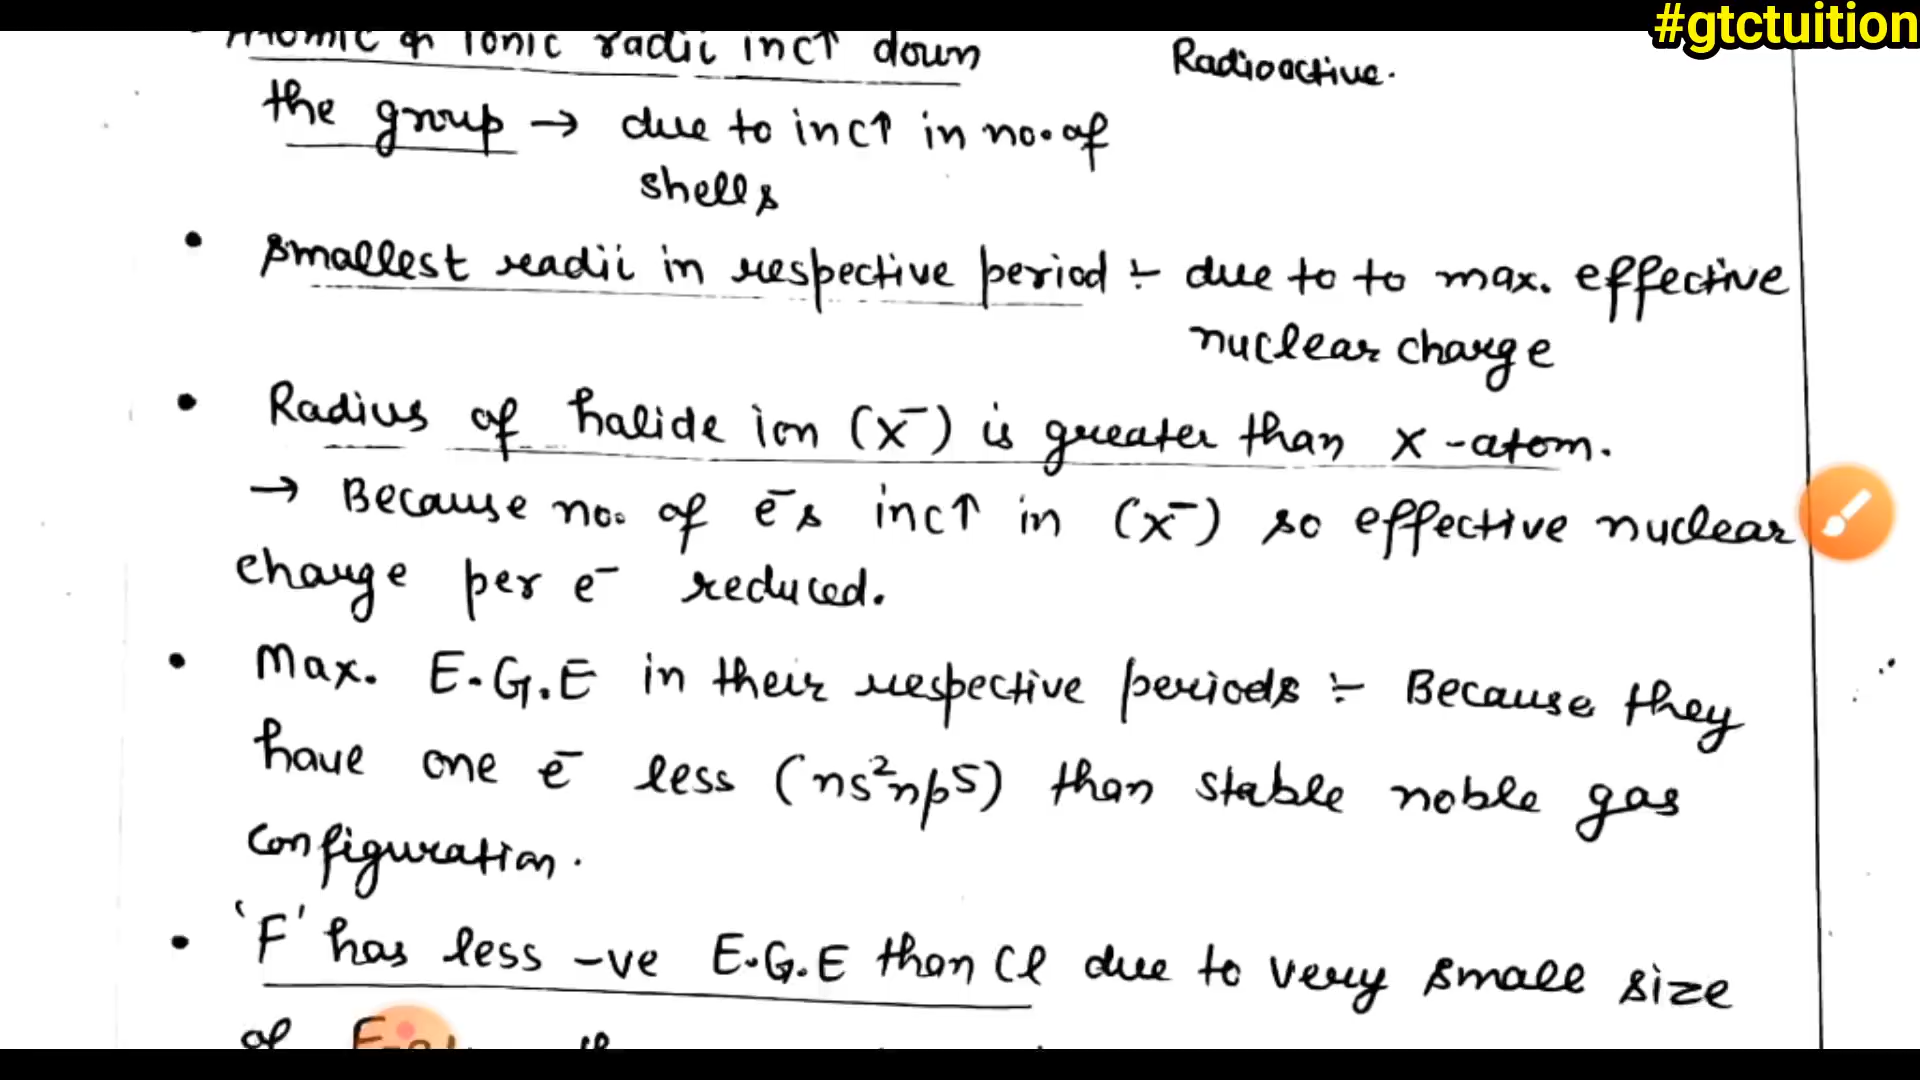 #gtctuition
Atomic & Ionic radii inc↑ down
Radioactive.
the group → due to inc↑ in no. of
shells
• smallest readii in respective period :- due to to max. effective
nuclear charge
• Radius of halide ion (X⁻) is greater than X-atom.
→ Because no. of e⁻s inc↑ in (X⁻) so effective nuclear
charge per e⁻ reduced.
• Max. E.G.E in their respective periods :- Because they
have one e⁻ less (ns²np5) than stable noble gas
configuration.
• 'F' has less -ve E.G.E than Cl due to very small size
of